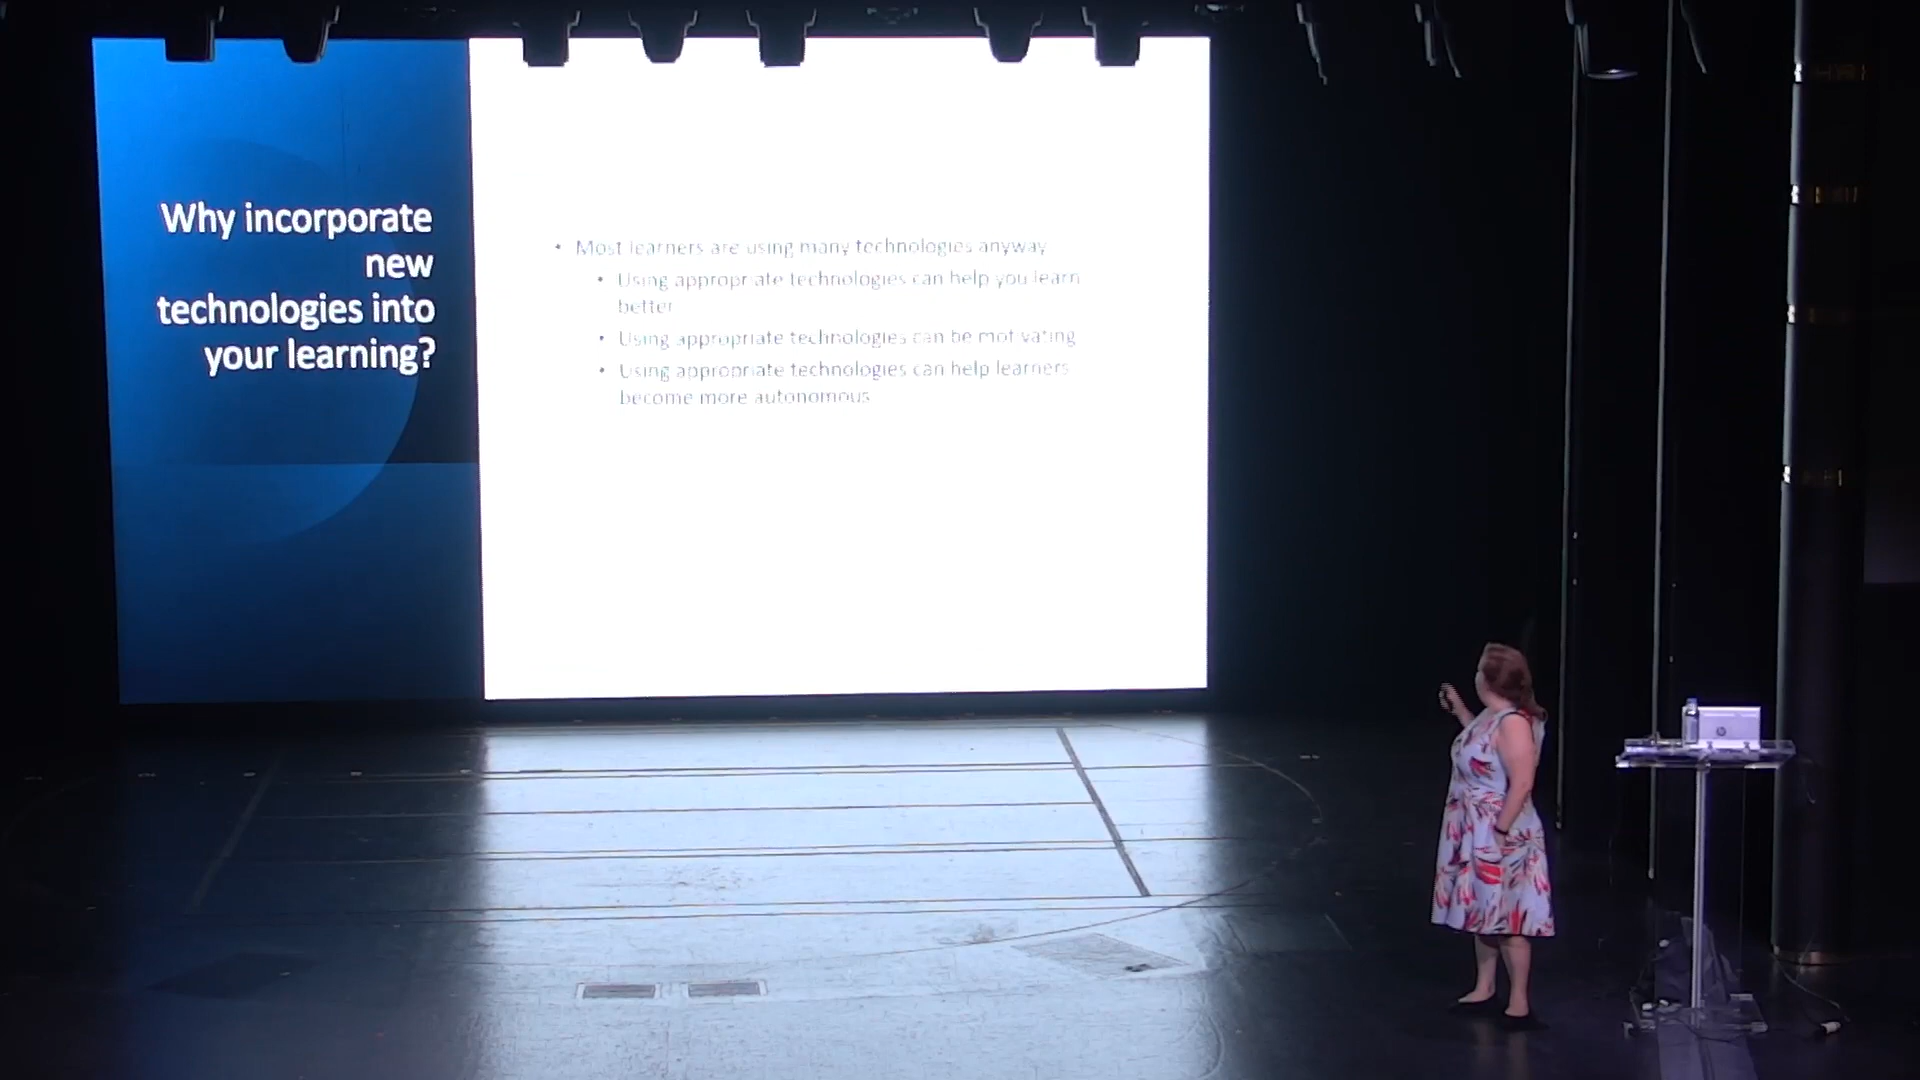 Why incorporate
new
technologies into
your learning?
• Most learners are using many technologies anyway
• Using appropriate technologies can help you learn
better
• Using appropriate technologies can be motivating
• Using appropriate technologies can help learners
become more autonomous